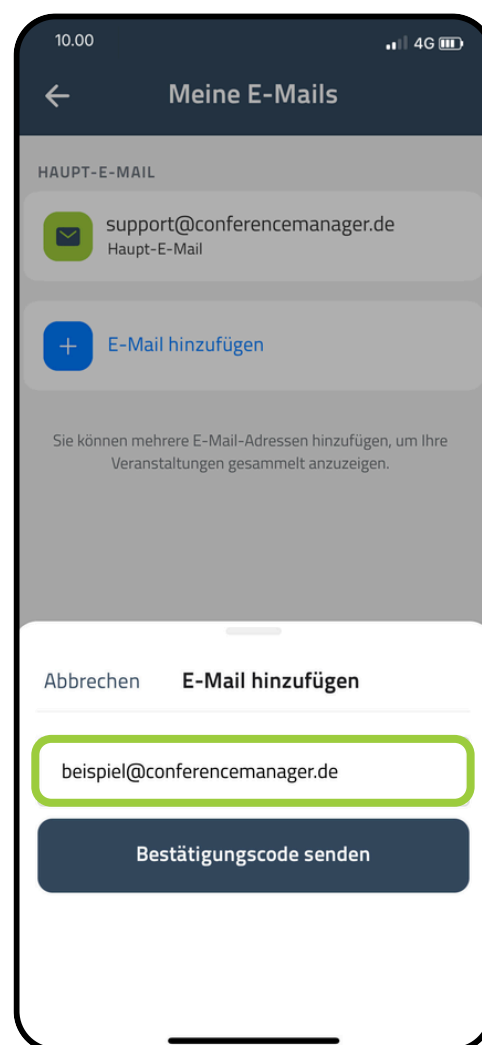 10.00
4G
Meine E-Mails
HAUPT-E-MAIL
support@conferencemanager.de
Haupt-E-Mail
E-Mail hinzufügen
Sie können mehrere E-Mail-Adressen hinzufügen, um Ihre
Veranstaltungen gesammelt anzuzeigen.
Abbrechen
E-Mail hinzufügen
beispiel@conferencemanager.de
Bestätigungscode senden